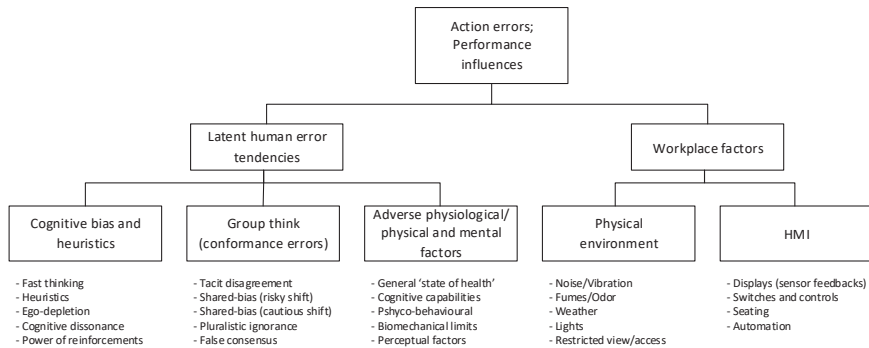 Action errors;
Performance
influences
Latent human error
tendencies
Workplace factors
Cognitive bias and
heuristics
Group think
(conformance errors)
Adverse physiological/
physical and mental
factors
Physical
environment
HMI
- Fast thinking
- Heuristics
- Ego-depletion
- Cognitive dissonance
- Power of reinforcements
- Tacit disagreement
- Shared-bias (risky shift)
- Shared-bias (cautious shift)
- Pluralistic ignorance
- False consensus
- General ‘state of health’
- Cognitive capabilities
- Pshyco-behavioural
- Biomechanical limits
- Perceptual factors
- Noise/Vibration
- Fumes/Odor
- Weather
- Lights
- Restricted view/access
- Displays (sensor feedbacks)
- Switches and controls
- Seating
- Automation